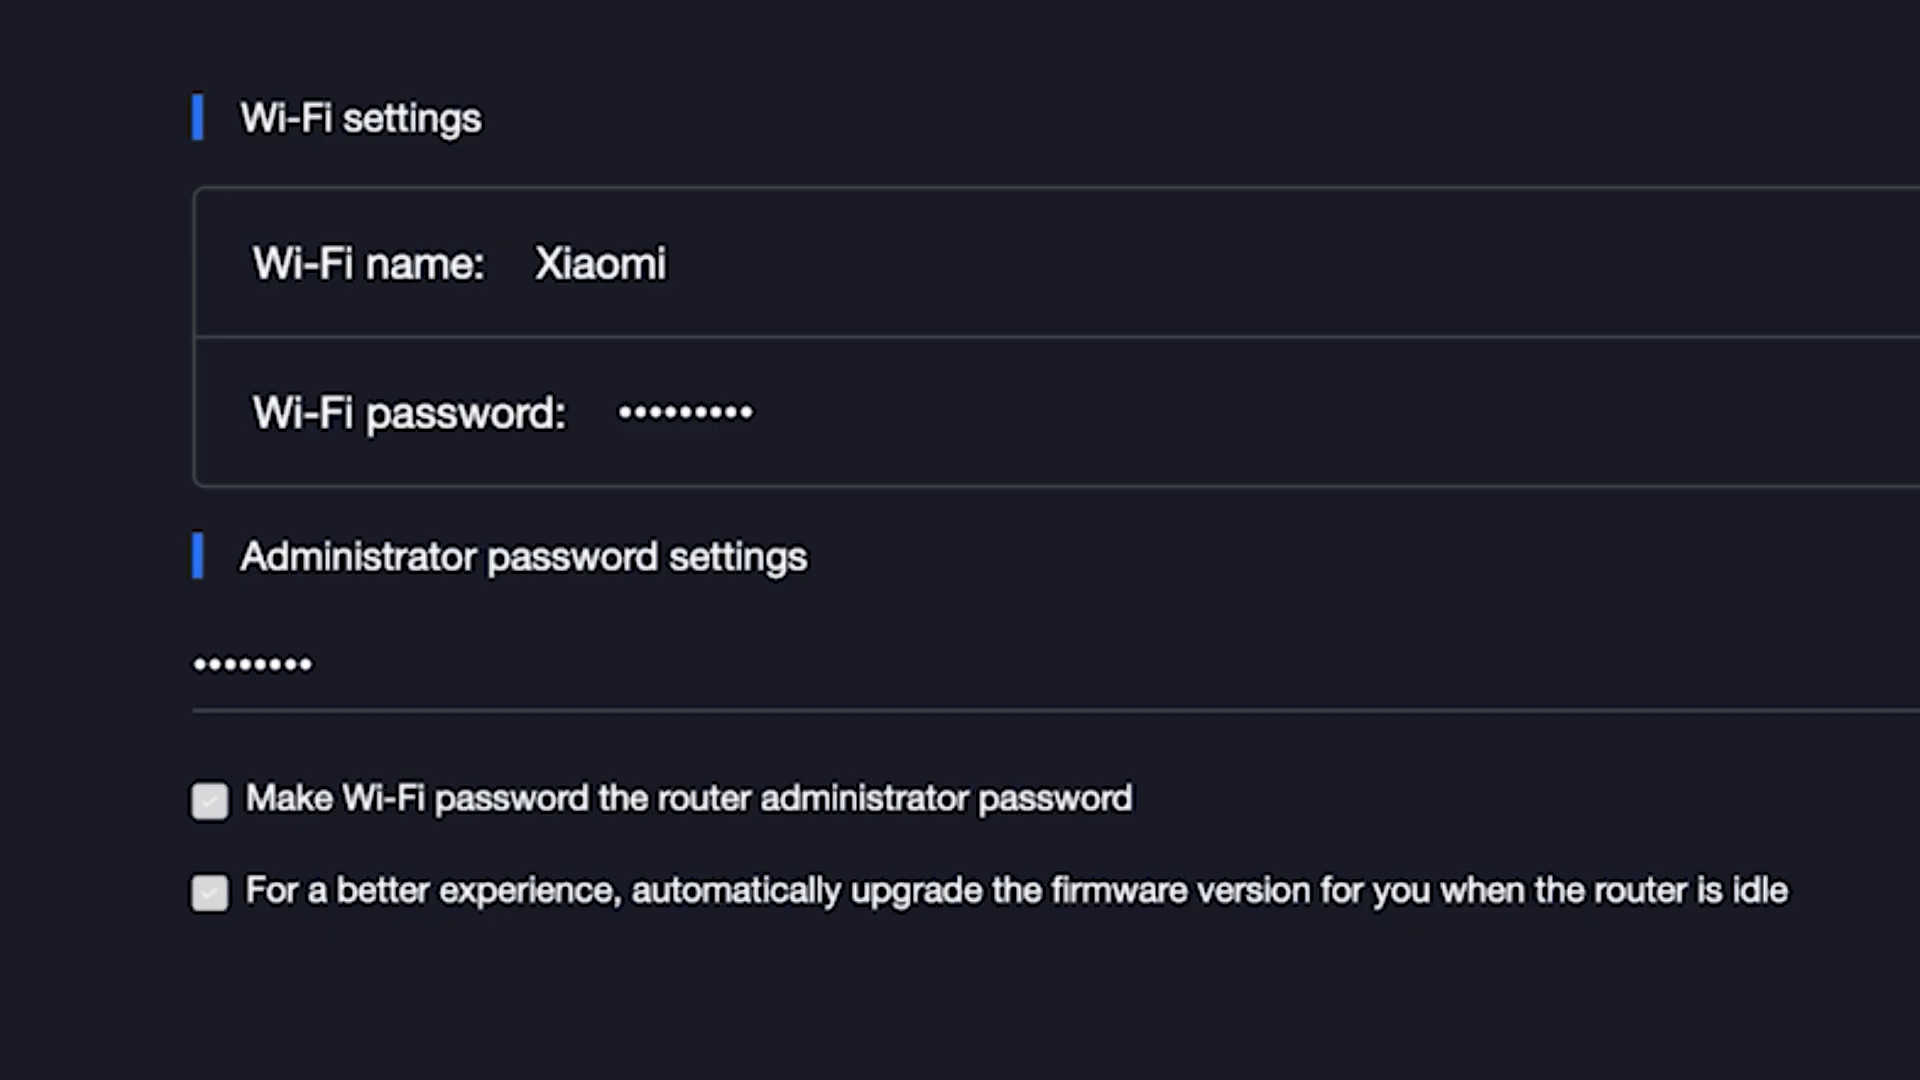 Wi-Fi settings
Wi-Fi name: Xiaomi
Wi-Fi password: •••••••••
Administrator password settings
••••••••
Make Wi-Fi password the router administrator password
For a better experience, automatically upgrade the firmware version for you when the router is idle